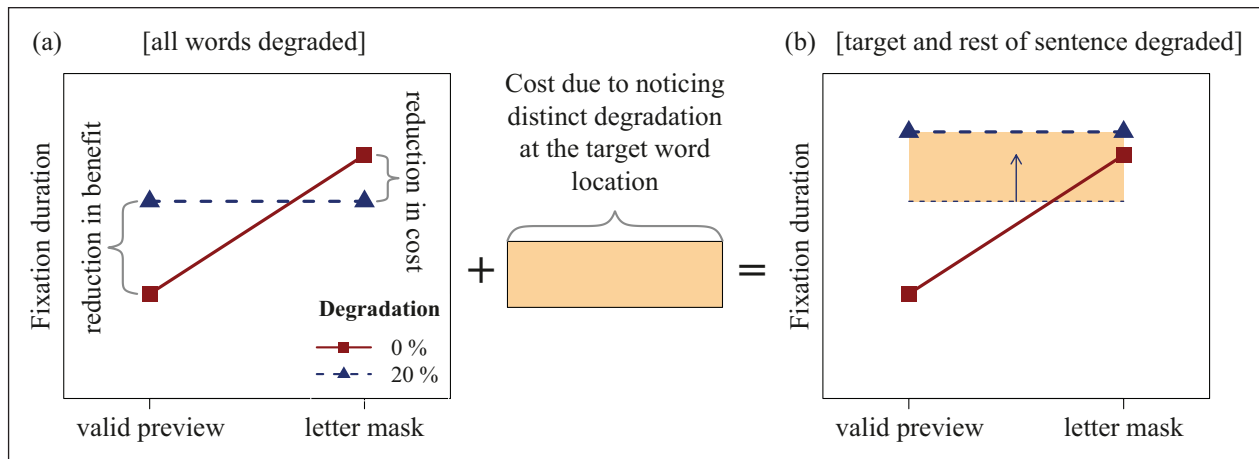 (a) [all words degraded]
Fixation duration
reduction in benefit
reduction in cost
Degradation
0 %
20 %
valid preview letter mask
+
Cost due to noticing
distinct degradation
at the target word
location
=
(b) [target and rest of sentence degraded]
Fixation duration
valid preview letter mask